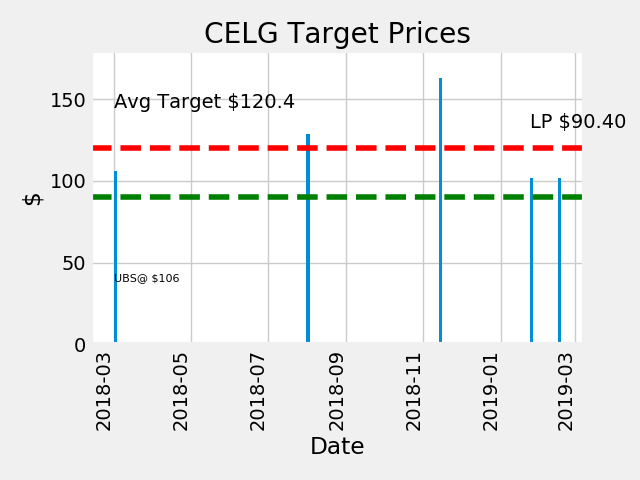 CELG Target Prices
150
Avg Target $120.4
LP $90.40
100
$
50
UBS@ $106
0
2018-03
2018-05
2018-07
2018-09
2018-11
2019-01
2019-03
Date